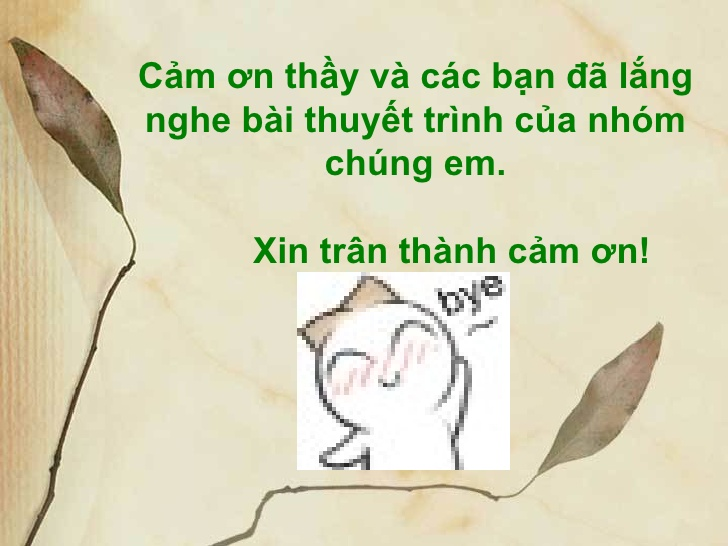 Cảm ơn thầy và các bạn đã lắng
nghe bài thuyết trình của nhóm
chúng em.
Xin trân thành cảm ơn!
bye